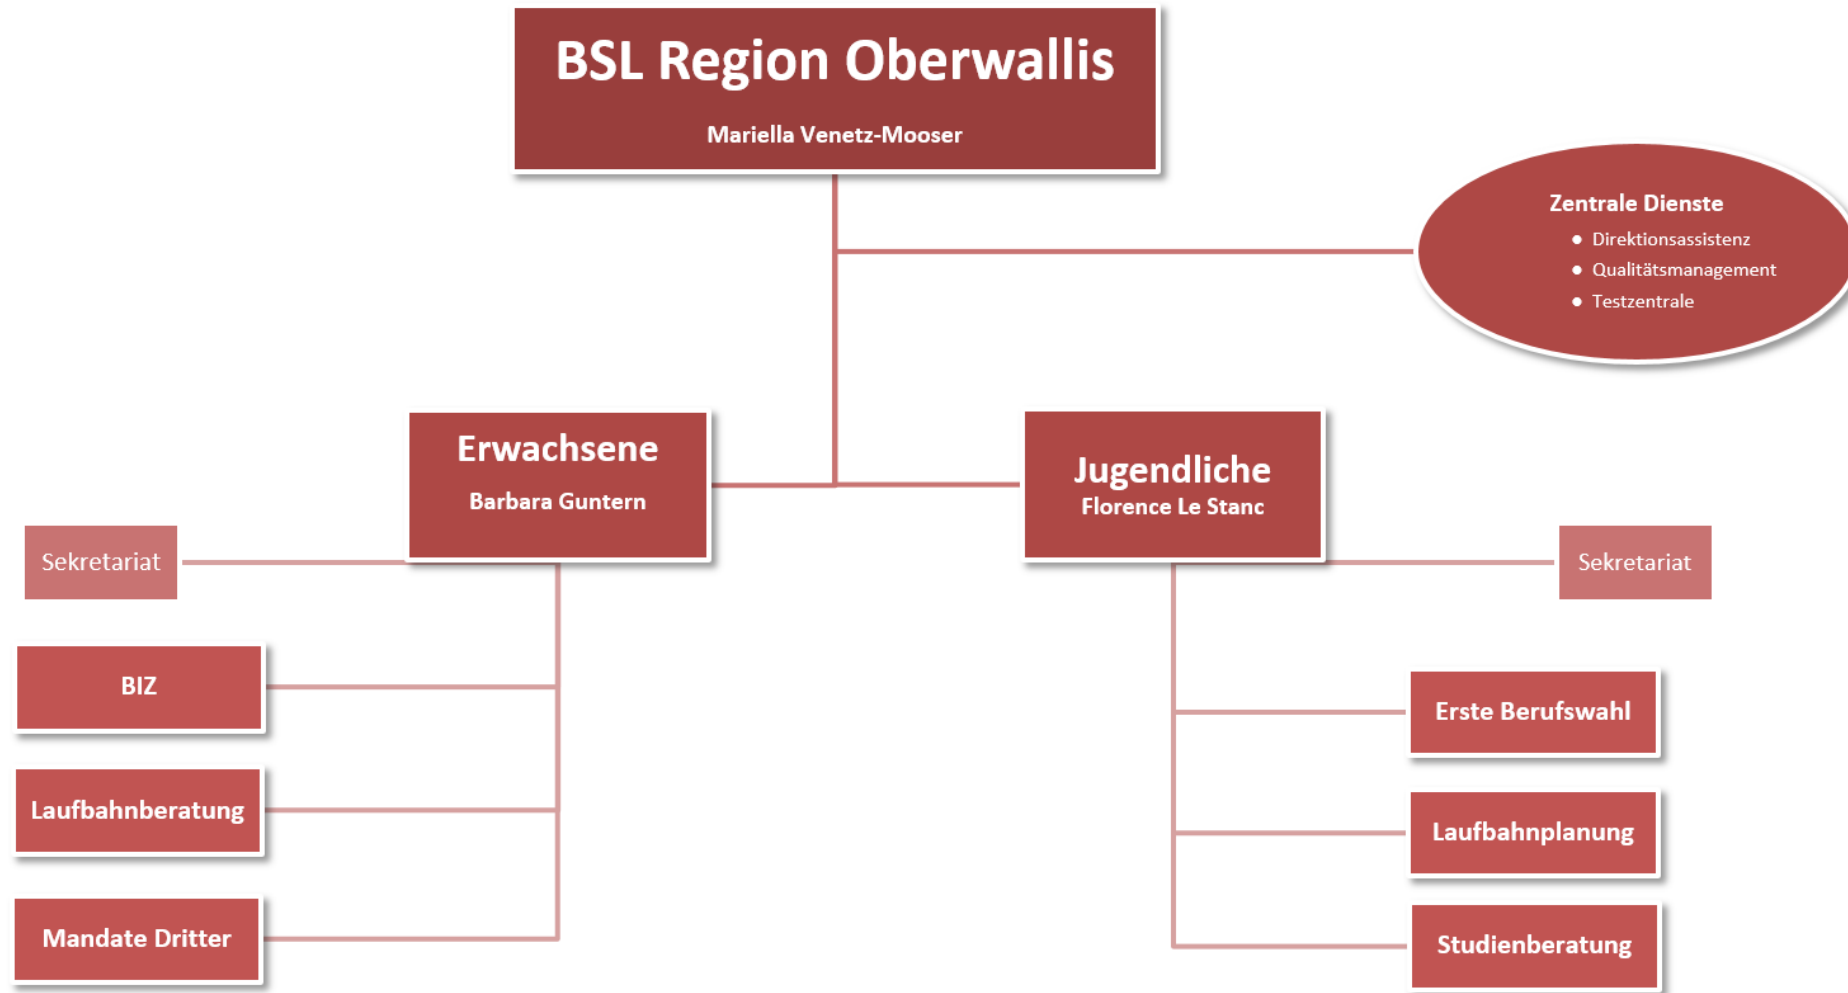 BSL Region Oberwallis
Mariella Venetz-Mooser
Zentrale Dienste
• Direktionsassistenz
• Qualitätsmanagement
• Testzentrale
Erwachsene
Barbara Guntern
Jugendliche
Florence Le Stanc
Sekretariat
Sekretariat
BIZ
Laufbahnberatung
Mandate Dritter
Erste Berufswahl
Laufbahnplanung
Studienberatung